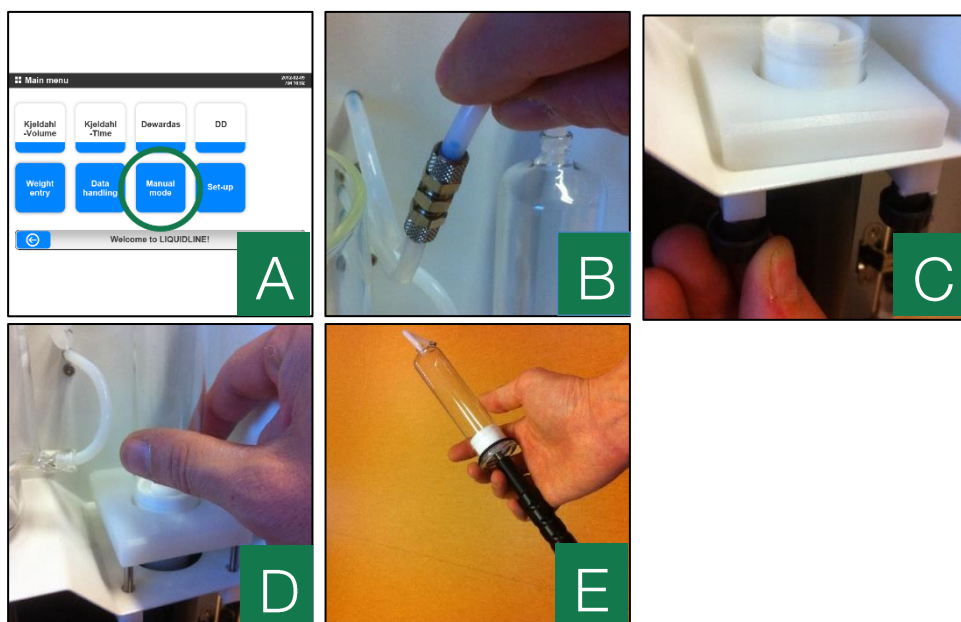 Main menu
Kjeldahl
-Volume
Kjeldahl
-Time
Dewardas
DD
Weight
entry
Data
handling
Manual
mode
Set-up
Welcome to LIQUIDLINE!
A
B
C
D
E